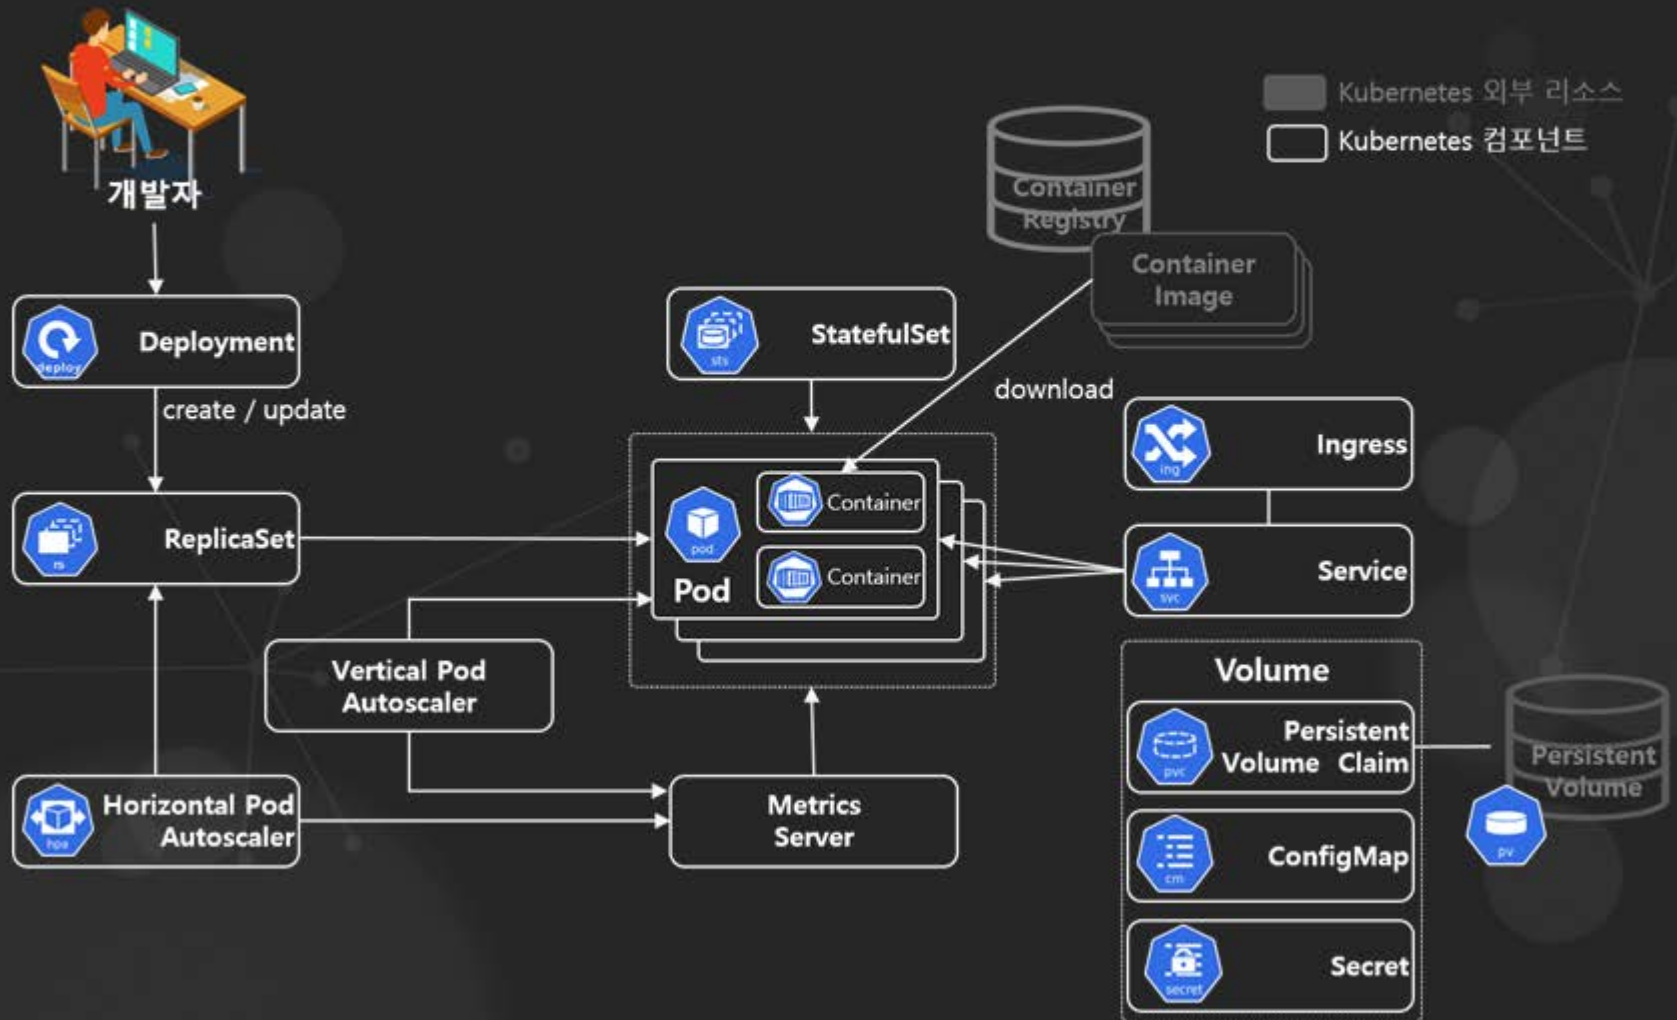 개발자
Kubernetes 외부 리소스
Kubernetes 컴포넌트
Container
Registry
Container
Image
deploy
Deployment
create / update
sts
StatefulSet
download
ing
Ingress
rs
ReplicaSet
pod
Pod
Container
Container
svc
Service
Vertical Pod
Autoscaler
hpa
Horizontal Pod
Autoscaler
Metrics
Server
Volume
pvc
Persistent
Volume Claim
Persistent
Volume
pv
cm
ConfigMap
secret
Secret